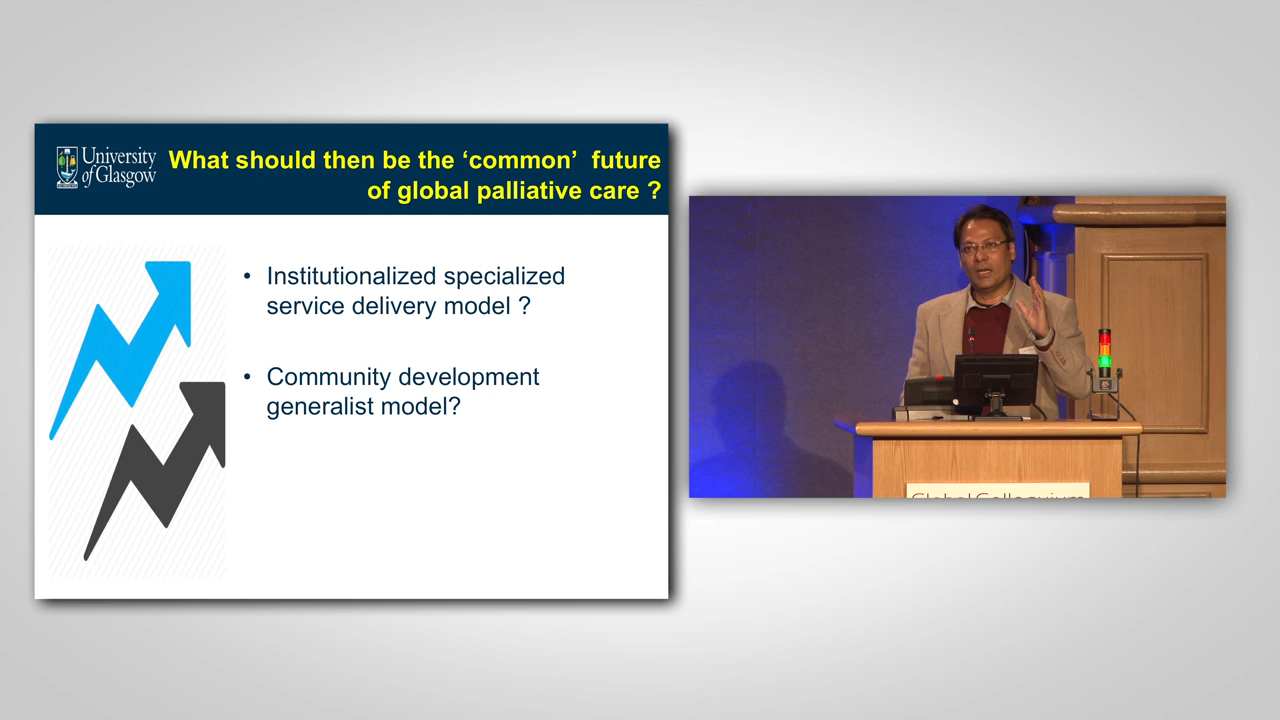 University
of Glasgow
What should then be the ‘common’ future
of global palliative care ?
• Institutionalized specialized
service delivery model ?
• Community development
generalist model?
Global Colloquium